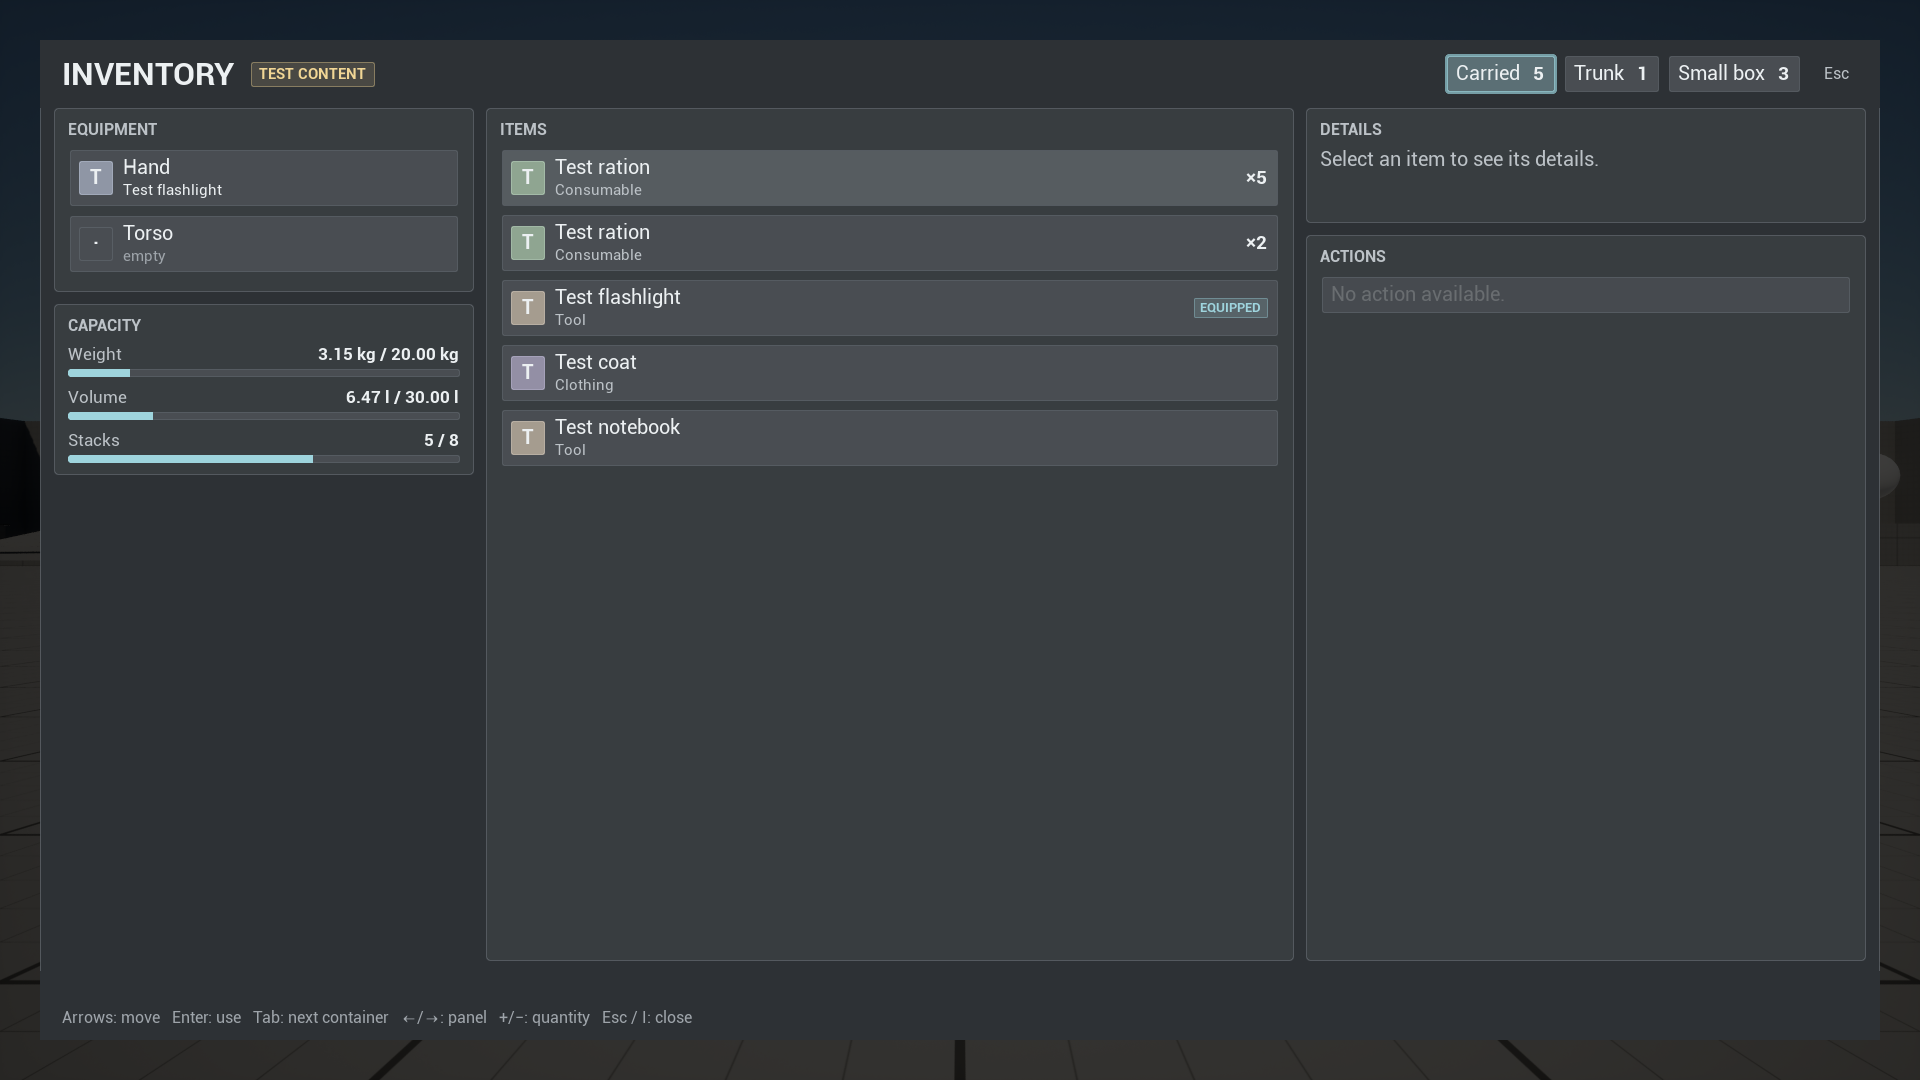 INVENTORY
TEST CONTENT
Carried 5
Trunk 1
Small box 3
Esc
EQUIPMENT
T
Hand
Test flashlight
Torso
empty
CAPACITY
Weight 3.15 kg / 20.00 kg
Volume 6.47 l / 30.00 l
Stacks 5 / 8
ITEMS
T
Test ration
Consumable
×5
T
Test ration
Consumable
×2
T
Test flashlight
Tool
EQUIPPED
T
Test coat
Clothing
T
Test notebook
Tool
DETAILS
Select an item to see its details.
ACTIONS
No action available.
Arrows: move Enter: use Tab: next container ←/→: panel +/−: quantity Esc / I: close